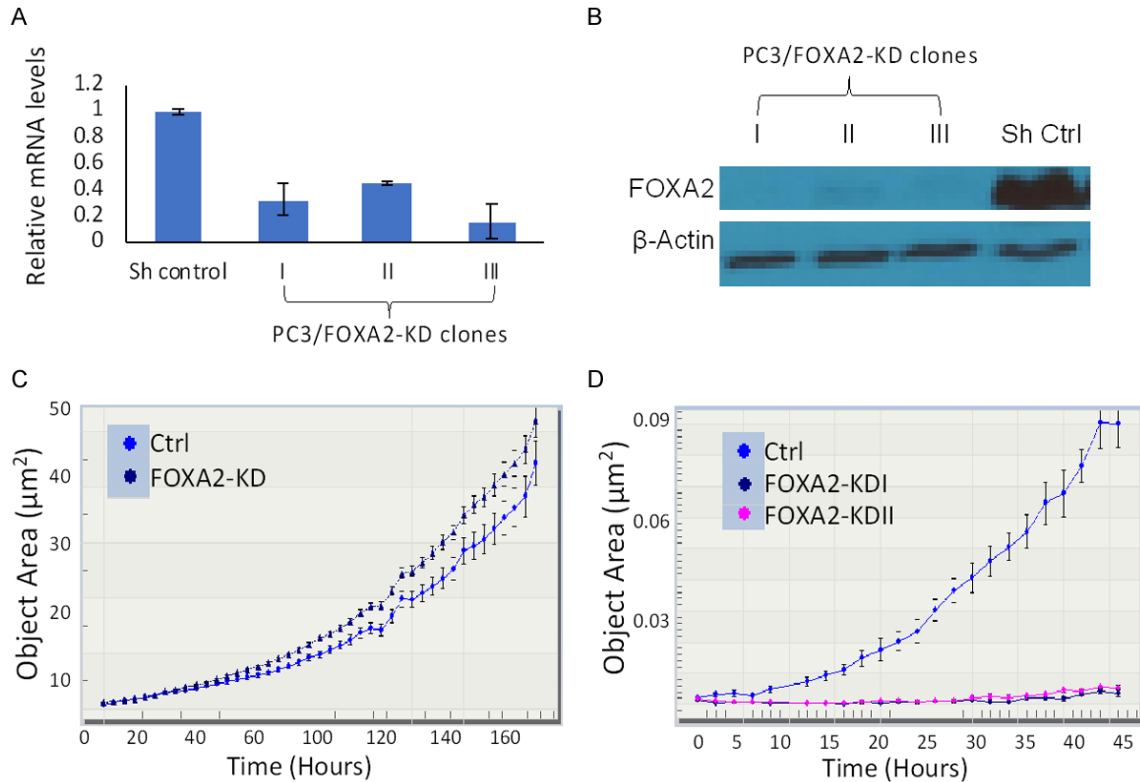 A
Relative mRNA levels
1.2
1
0.8
0.6
0.4
0.2
0
Sh control
I
II
III
PC3/FOXA2-KD clones
B
PC3/FOXA2-KD clones
I
II
III
Sh Ctrl
FOXA2
β-Actin
C
Object Area (µm²)
50
40
30
20
10
Ctrl
FOXA2-KD
0 20 40 60 80 100 120 140 160
Time (Hours)
D
Object Area (µm²)
0.09
0.06
0.03
Ctrl
FOXA2-KDI
FOXA2-KDII
0 5 10 15 20 25 30 35 40 45
Time (Hours)